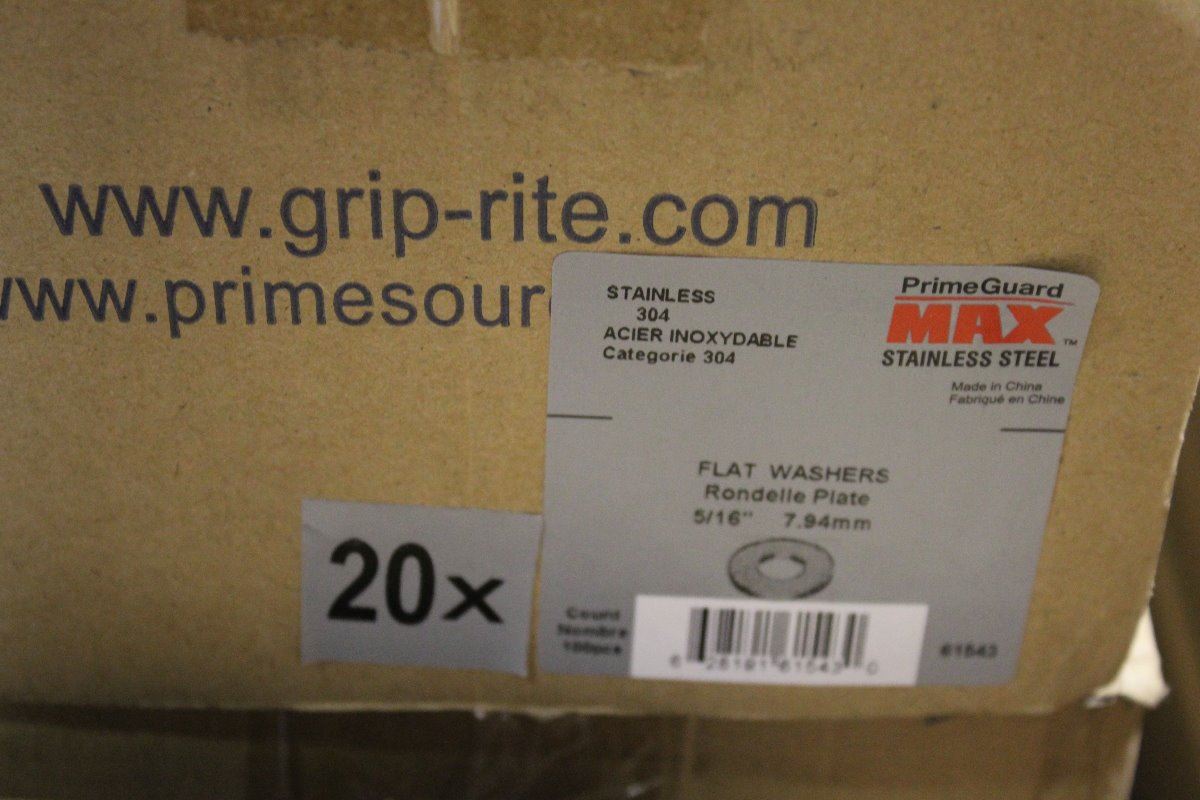 www.grip-rite.com
www.primesour
STAINLESS
304
ACIER INOXYDABLE
Categorie 304
PrimeGuard
MAX™
STAINLESS STEEL
Made in China
Fabriqué en Chine
FLAT WASHERS
Rondelle Plate
5/16" 7.94mm
20x
Count
Nombre
100pcs
61543